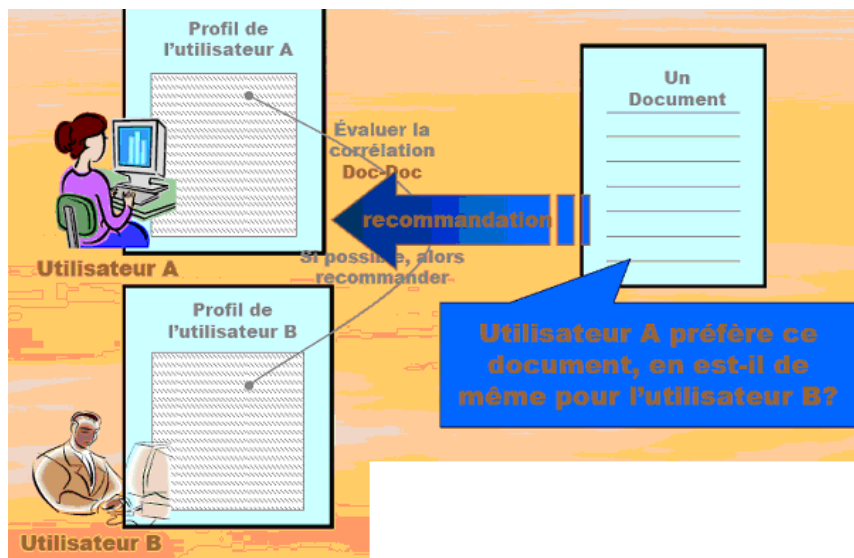 Profil de
l'utilisateur A
Un
Document
Évaluer la
corrélation
Doc-Doc
recommandation
Si possible, alors
recommander
Utilisateur A
Profil de
l'utilisateur B
Utilisateur A préfère ce
document, en est-il de
même pour l'utilisateur B?
Utilisateur B